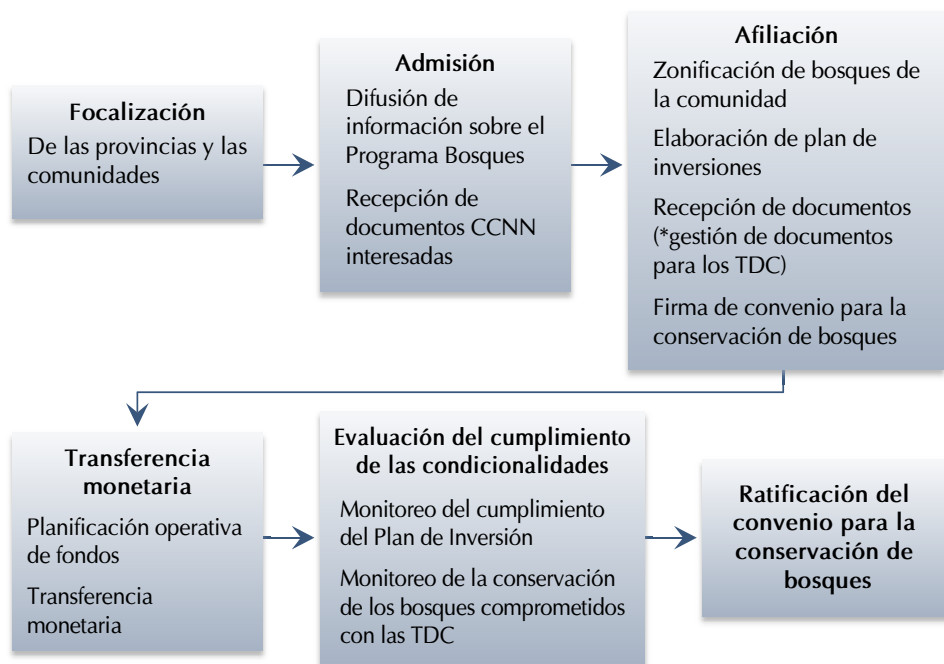 Focalización
De las provincias y las
comunidades
Admisión
Difusión de
información sobre el
Programa Bosques
Recepción de
documentos CCNN
interesadas
Afiliación
Zonificación de bosques de
la comunidad
Elaboración de plan de
inversiones
Recepción de documentos
(*gestión de documentos
para los TDC)
Firma de convenio para la
conservación de bosques
Transferencia
monetaria
Planificación operativa
de fondos
Transferencia
monetaria
Evaluación del cumplimiento
de las condicionalidades
Monitoreo del cumplimiento
del Plan de Inversión
Monitoreo de la conservación
de los bosques comprometidos
con las TDC
Ratificación del
convenio para la
conservación de
bosques